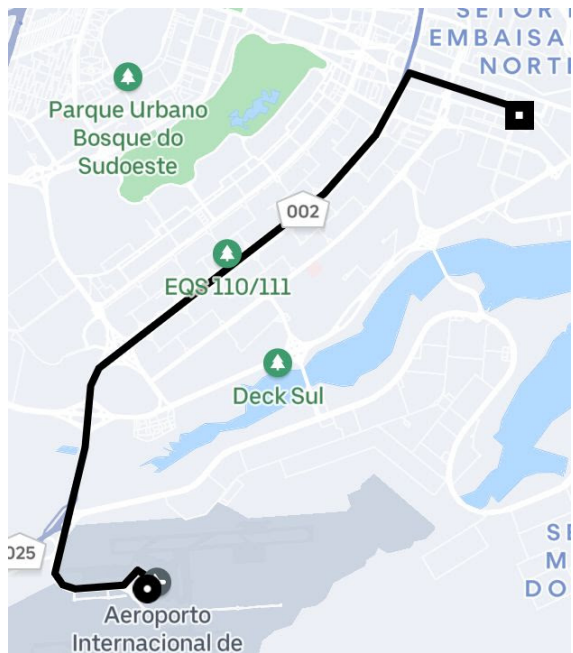 SETOR
EMBAISA
NORTE
Parque Urbano
Bosque do
Sudoeste
002
EQS 110/111
Deck Sul
025
SE
M
DO
Aeroporto
Internacional de